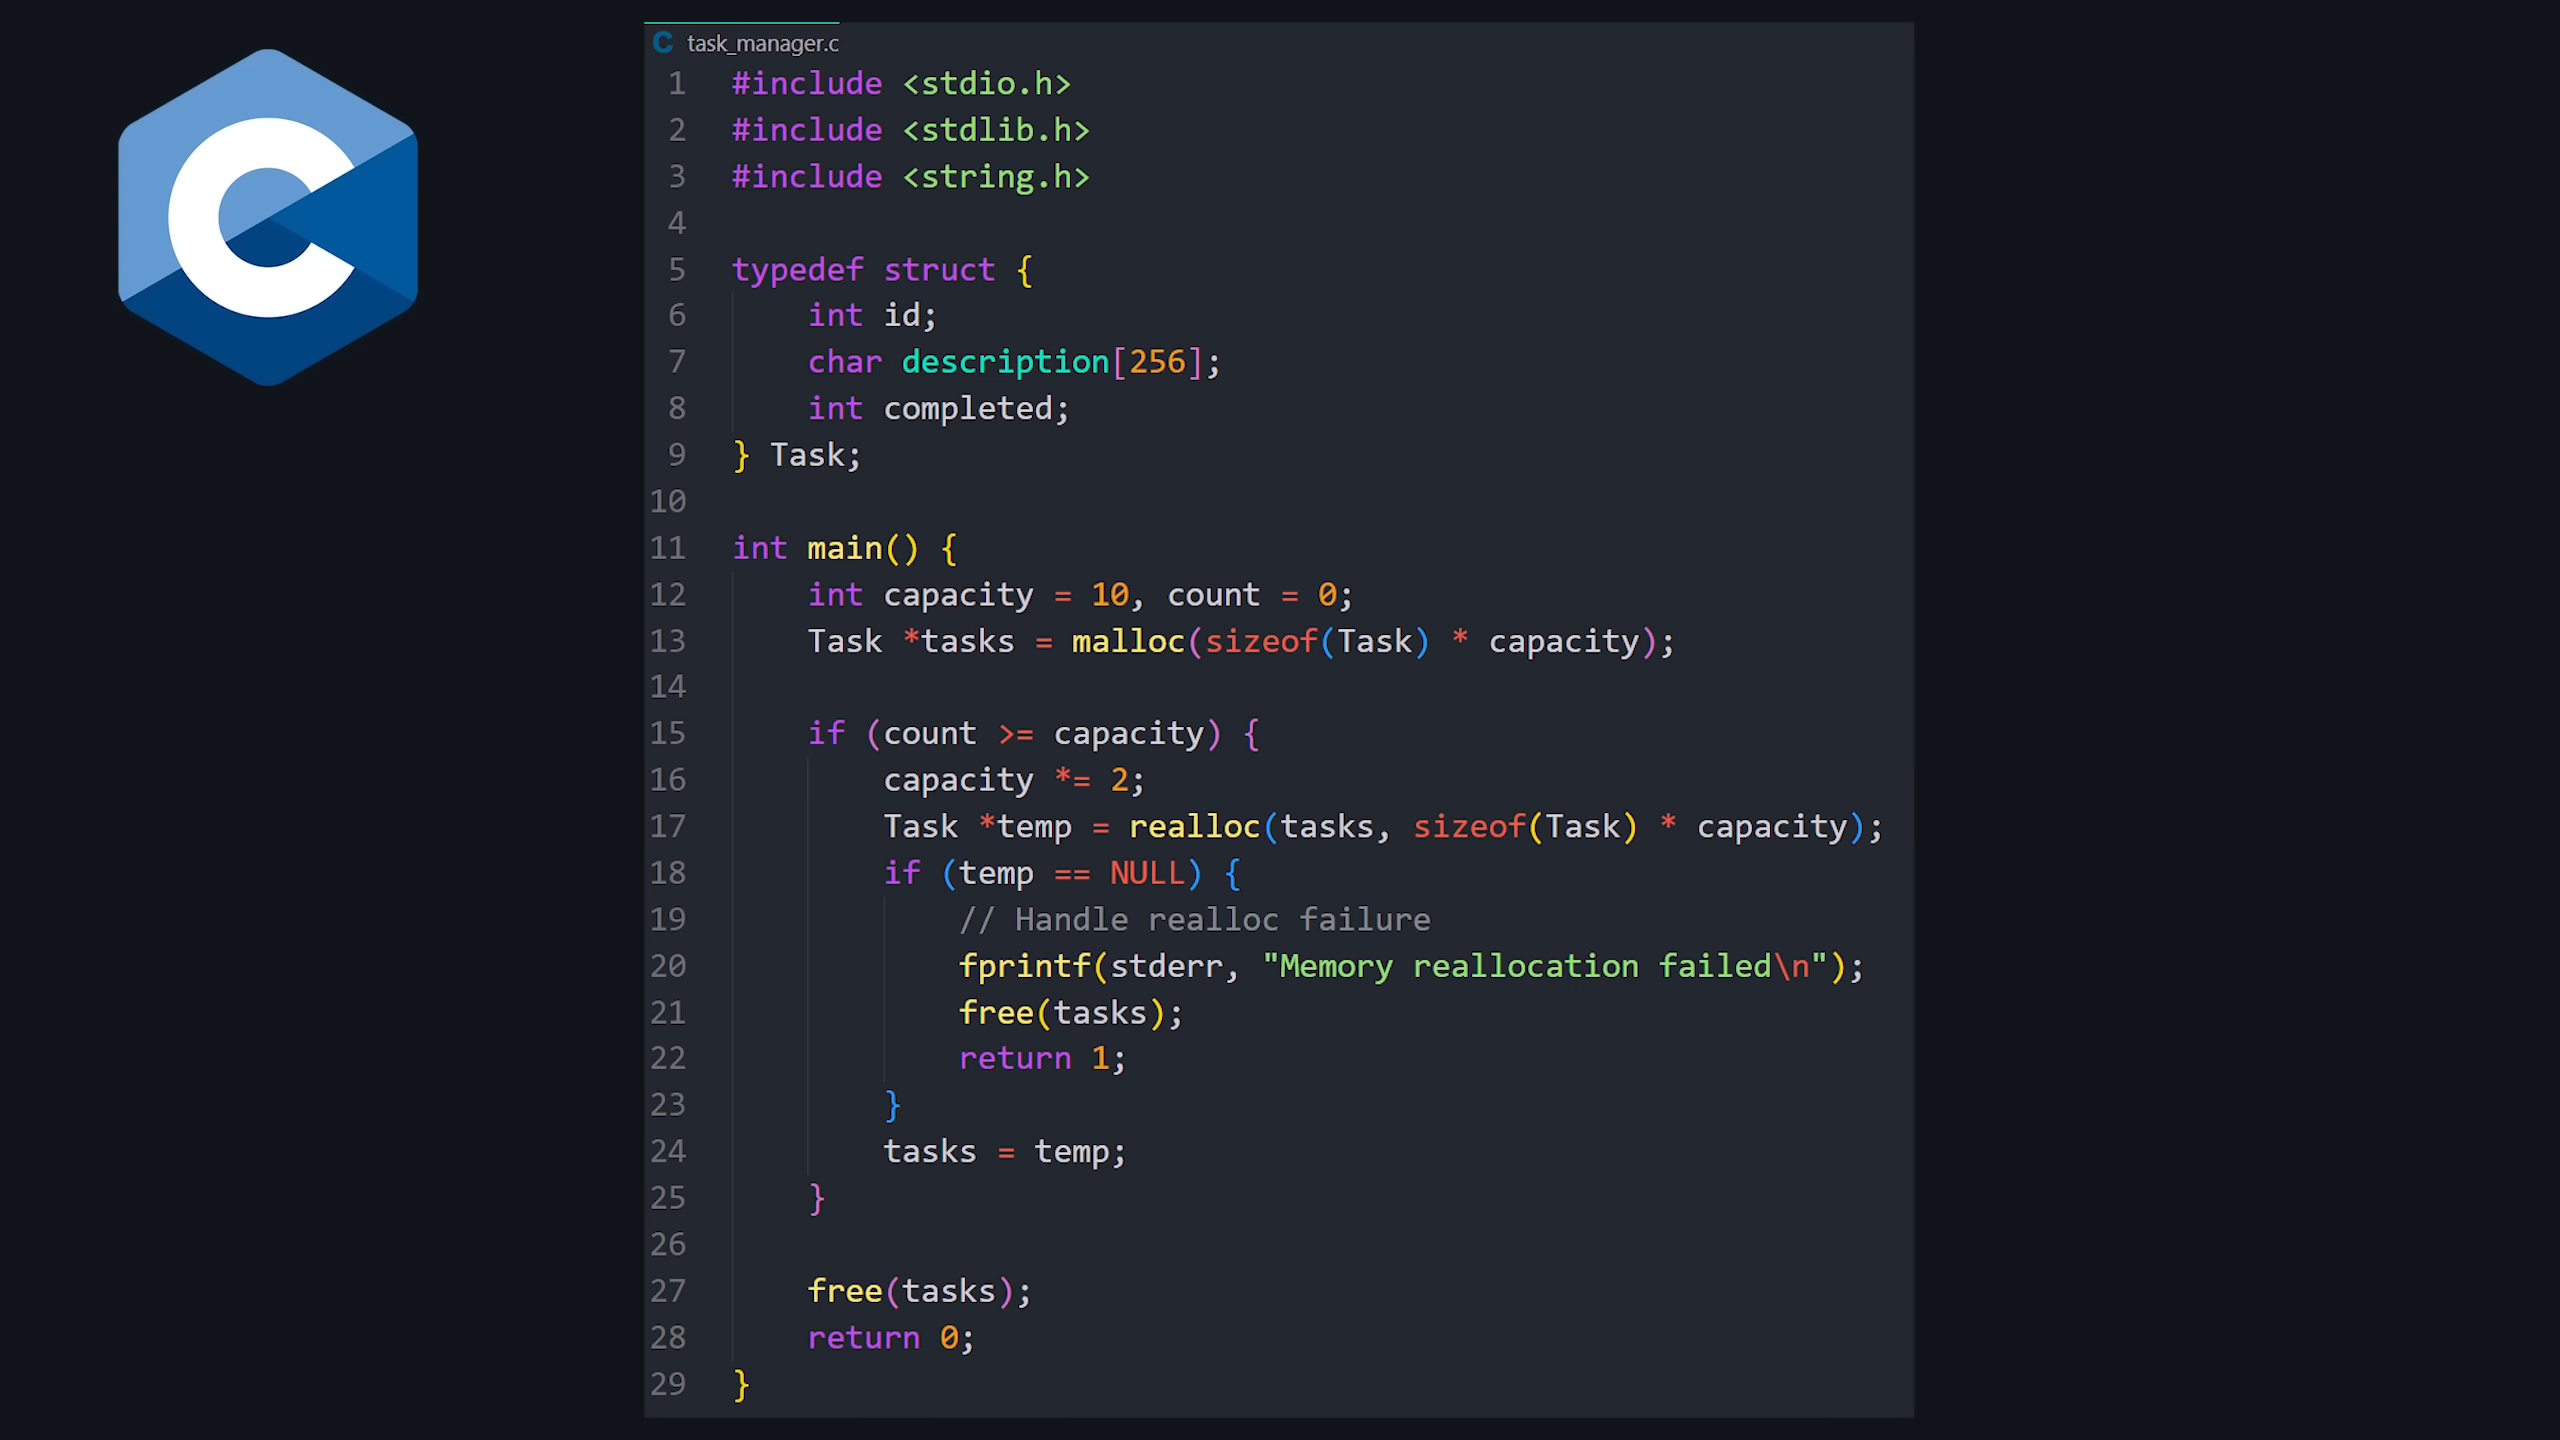 C task_manager.c
1 #include <stdio.h>
2 #include <stdlib.h>
3 #include <string.h>
4
5 typedef struct {
6     int id;
7     char description[256];
8     int completed;
9 } Task;
10
11 int main() {
12     int capacity = 10, count = 0;
13     Task *tasks = malloc(sizeof(Task) * capacity);
14
15     if (count >= capacity) {
16         capacity *= 2;
17         Task *temp = realloc(tasks, sizeof(Task) * capacity);
18         if (temp == NULL) {
19             // Handle realloc failure
20             fprintf(stderr, "Memory reallocation failed\n");
21             free(tasks);
22             return 1;
23         }
24         tasks = temp;
25     }
26
27     free(tasks);
28     return 0;
29 }
C